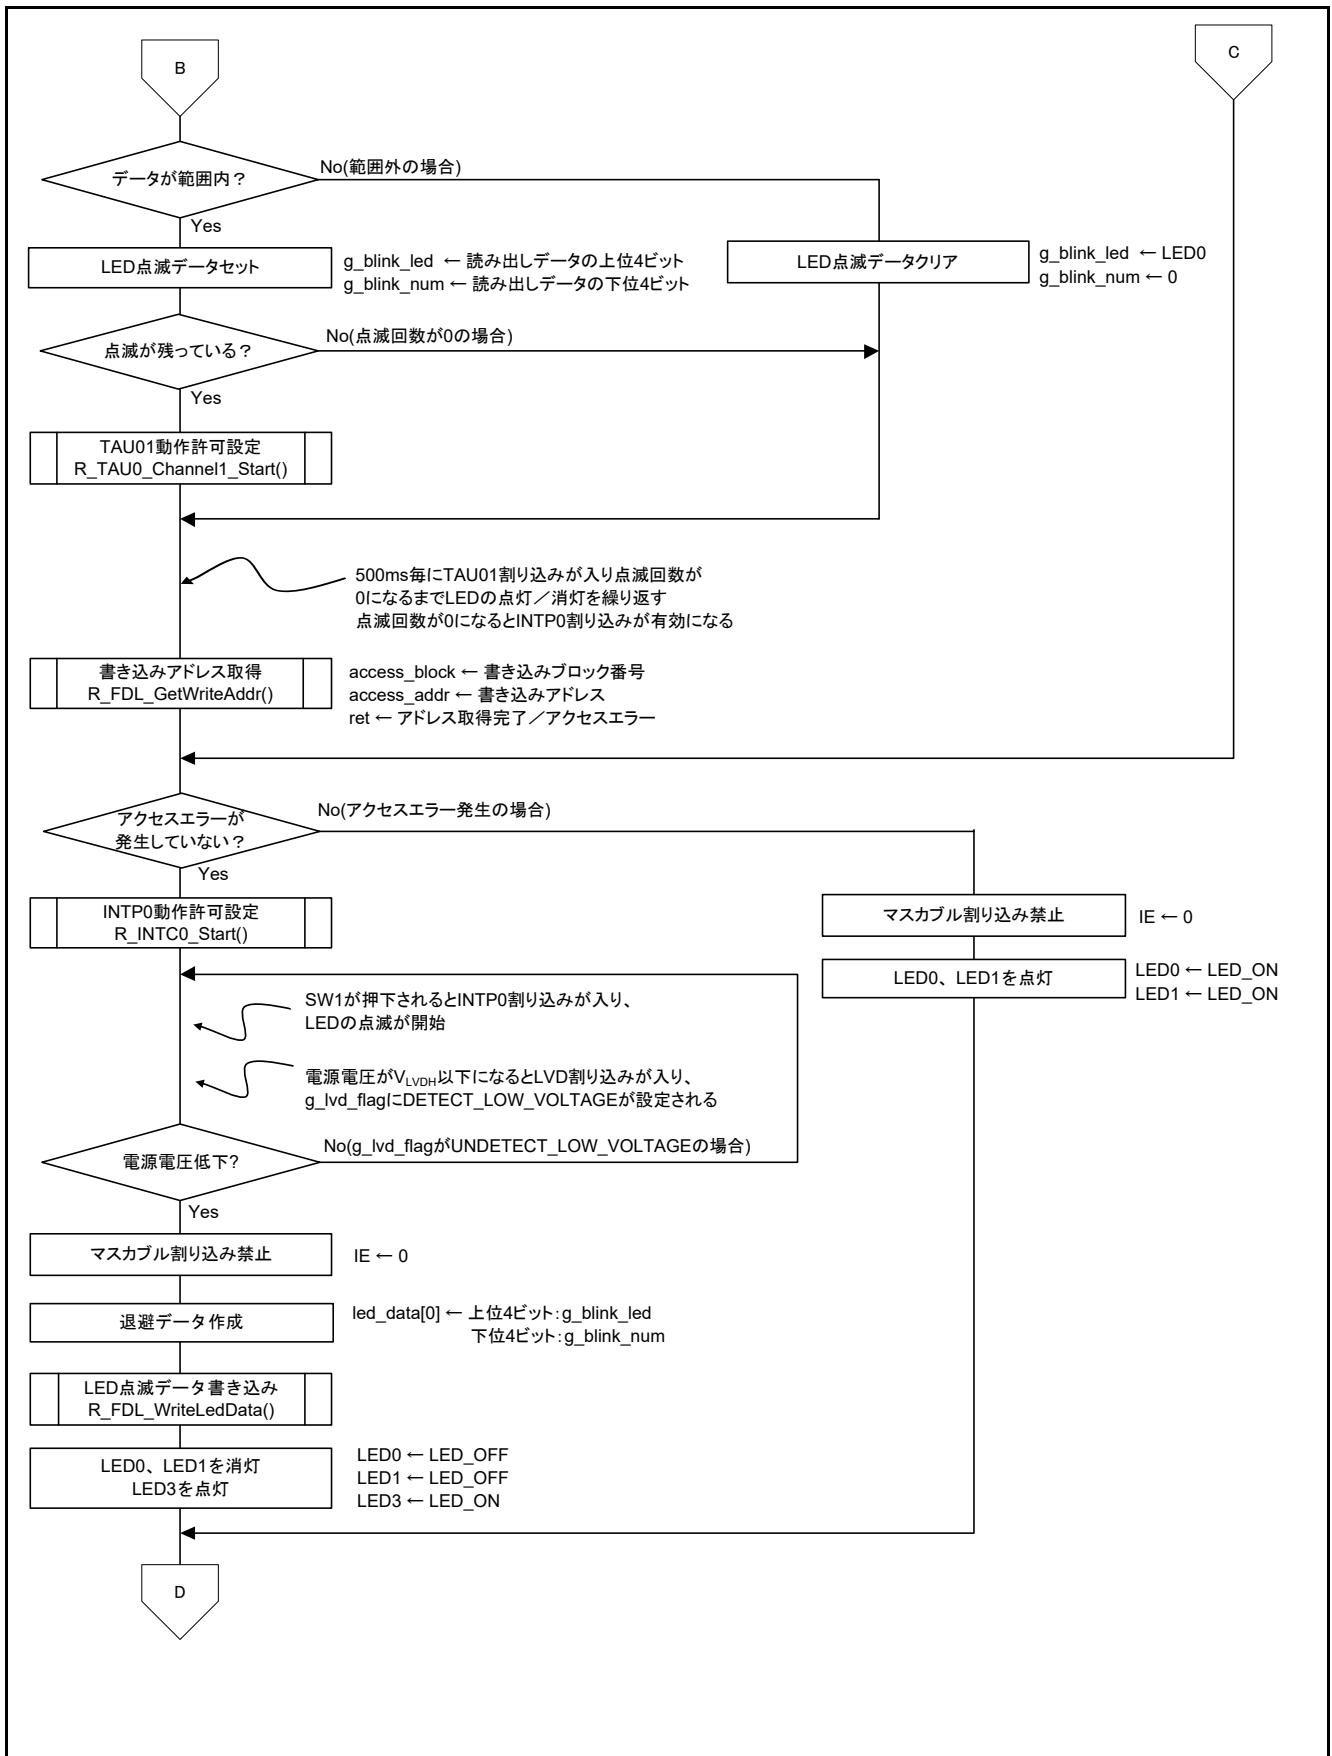 B
C
データが範囲内？
No(範囲外の場合)
Yes
LED点滅データセット
g_blink_led ← 読み出しデータの上位4ビット
g_blink_num ← 読み出しデータの下位4ビット
LED点滅データクリア
g_blink_led ← LED0
g_blink_num ← 0
点滅が残っている？
No(点滅回数が0の場合)
Yes
TAU01動作許可設定
R_TAU0_Channel1_Start()
500ms毎にTAU01割り込みが入り点滅回数が
0になるまでLEDの点灯／消灯を繰り返す
点滅回数が0になるとINTP0割り込みが有効になる
書き込みアドレス取得
R_FDL_GetWriteAddr()
access_block ← 書き込みブロック番号
access_addr ← 書き込みアドレス
ret ← アドレス取得完了／アクセスエラー
アクセスエラーが
発生していない？
No(アクセスエラー発生の場合)
Yes
INTP0動作許可設定
R_INTC0_Start()
マスカブル割り込み禁止
IE ← 0
LED0、LED1を点灯
LED0 ← LED_ON
LED1 ← LED_ON
SW1が押下されるとINTP0割り込みが入り、
LEDの点滅が開始
電源電圧がVLVDH以下になるとLVD割り込みが入り、
g_lvd_flagにDETECT_LOW_VOLTAGEが設定される
電源電圧低下?
No(g_lvd_flagがUNDETECT_LOW_VOLTAGEの場合)
Yes
マスカブル割り込み禁止
IE ← 0
退避データ作成
led_data[0] ← 上位4ビット：g_blink_led
下位4ビット：g_blink_num
LED点滅データ書き込み
R_FDL_WriteLedData()
LED0、LED1を消灯
LED3を点灯
LED0 ← LED_OFF
LED1 ← LED_OFF
LED3 ← LED_ON
D